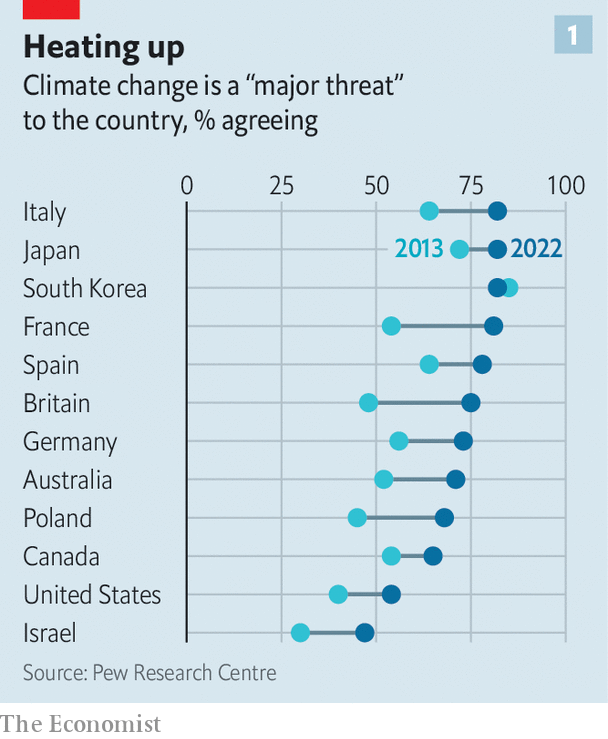 1
Heating up
Climate change is a “major threat”
to the country, % agreeing
0 25 50 75 100
Italy
Japan 2013 2022
South Korea
France
Spain
Britain
Germany
Australia
Poland
Canada
United States
Israel
Source: Pew Research Centre
The Economist